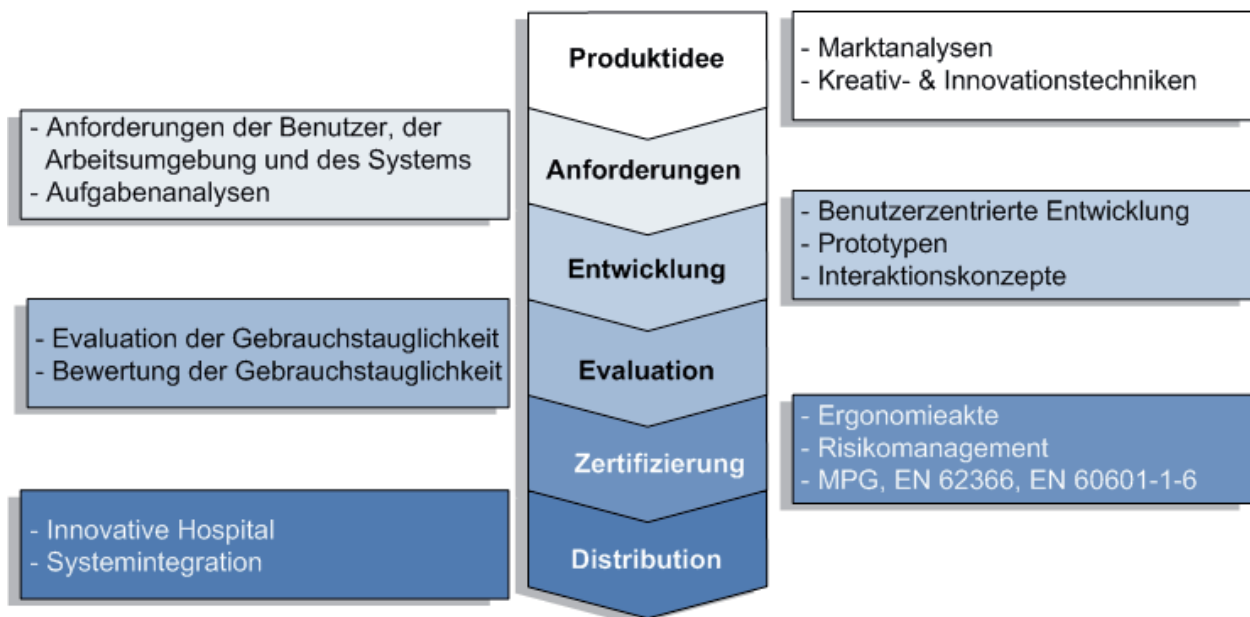 Produktidee
- Marktanalysen
- Kreativ- & Innovationstechniken
- Anforderungen der Benutzer, der
Arbeitsumgebung und des Systems
- Aufgabenanalysen
Anforderungen
- Benutzerzentrierte Entwicklung
- Prototypen
- Interaktionskonzepte
Entwicklung
- Evaluation der Gebrauchstauglichkeit
- Bewertung der Gebrauchstauglichkeit
Evaluation
- Ergonomieakte
- Risikomanagement
- MPG, EN 62366, EN 60601-1-6
Zertifizierung
- Innovative Hospital
- Systemintegration
Distribution